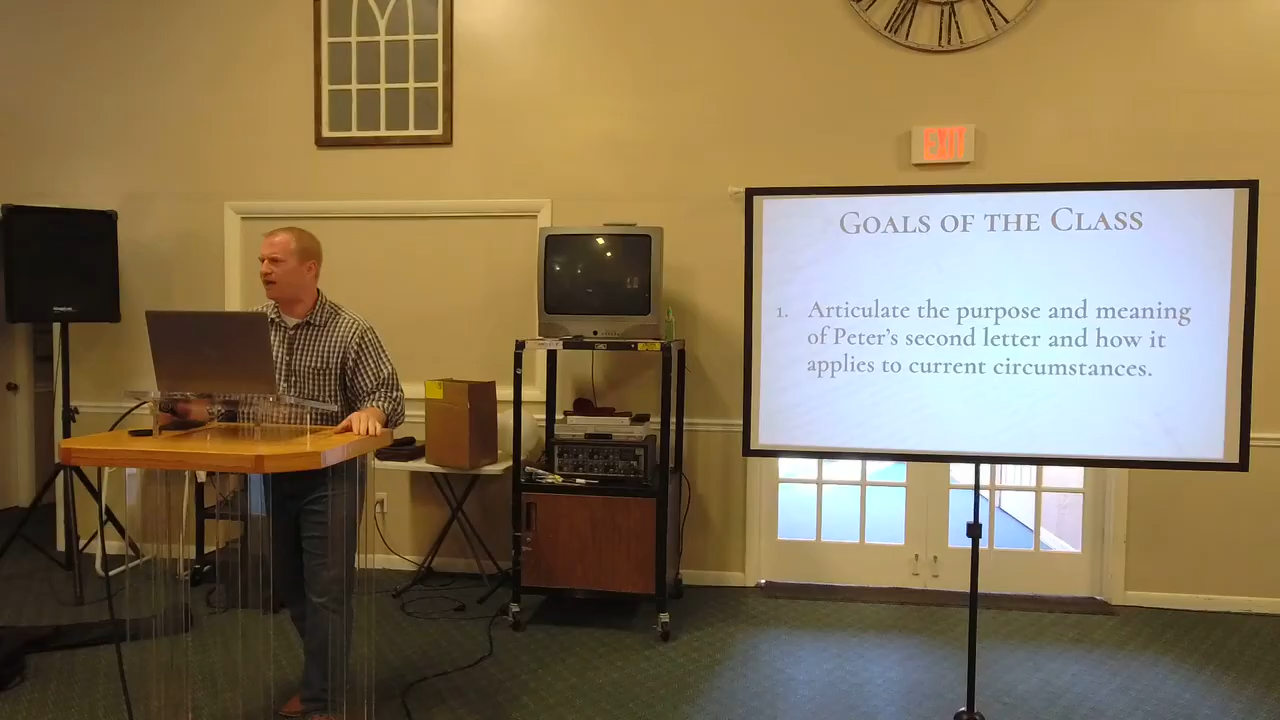 EXIT
Goals of the Class
1. Articulate the purpose and meaning
of Peter's second letter and how it
applies to current circumstances.